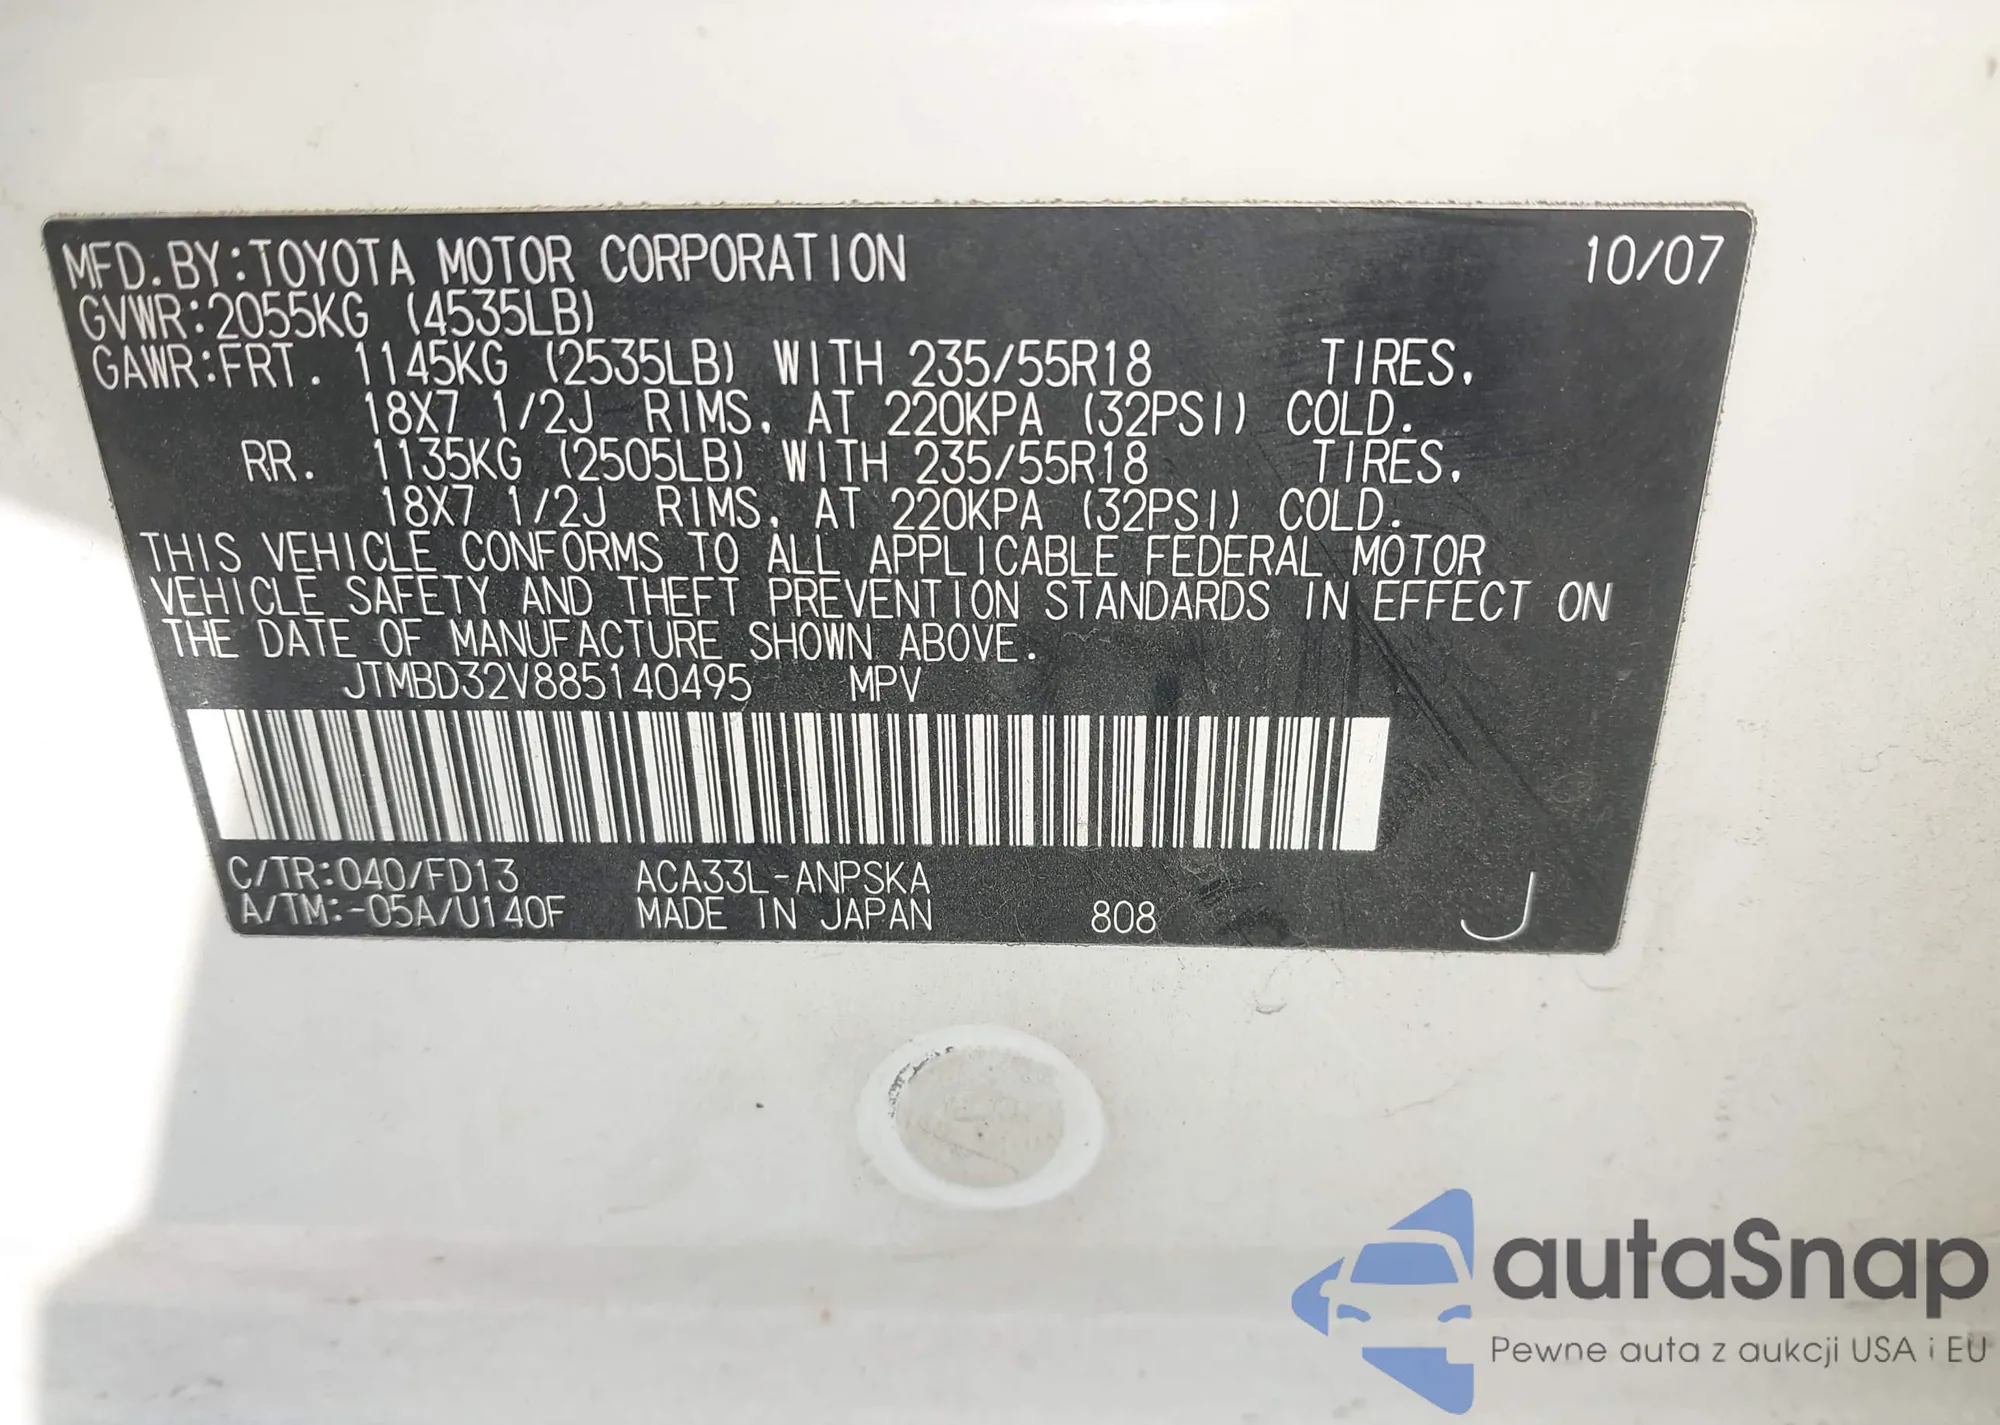 MFD. BY:TOYOTA MOTOR CORPORATION 10/07
GVWR:2055KG (4535LB)
GAWR:FRT. 1145KG (2535LB) WITH 235/55R18 TIRES,
18X7 1/2J RIMS, AT 220KPA (32PSI) COLD.
RR. 1135KG (2505LB) WITH 235/55R18 TIRES,
18X7 1/2J RIMS, AT 220KPA (32PSI) COLD.
THIS VEHICLE CONFORMS TO ALL APPLICABLE FEDERAL MOTOR
VEHICLE SAFETY AND THEFT PREVENTION STANDARDS IN EFFECT ON
THE DATE OF MANUFACTURE SHOWN ABOVE.
JTMBD32V885140495 MPV
C/TR:040/FD13 ACA33L-ANPSKA
A/TM:-05A/U140F MADE IN JAPAN 808 J
autaSnap
Pewne auta z aukcji USA i EU